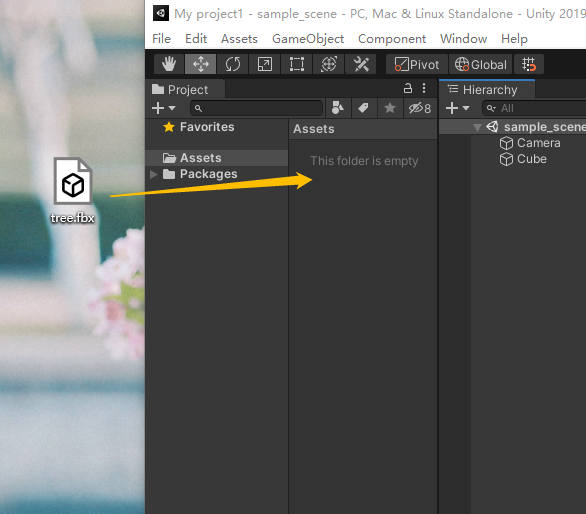 My project1 - sample_scene - PC, Mac & Linux Standalone - Unity 2019
File Edit Assets GameObject Component Window Help
Pivot Global
Project
Hierarchy
8
All
Favorites
Assets
Packages
Assets
This folder is empty
sample_scene
Camera
Cube
tree.fbx